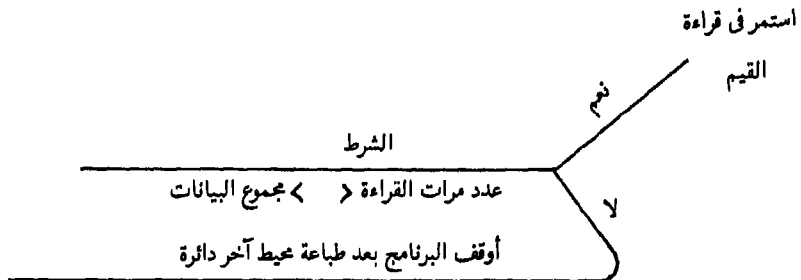 استمر فى قراءة
القيم
نعم
الشرط
عدد مرات القراءة < > مجموع البيانات
لا
أوقف البرنامج بعد طباعة محيط آخر دائرة